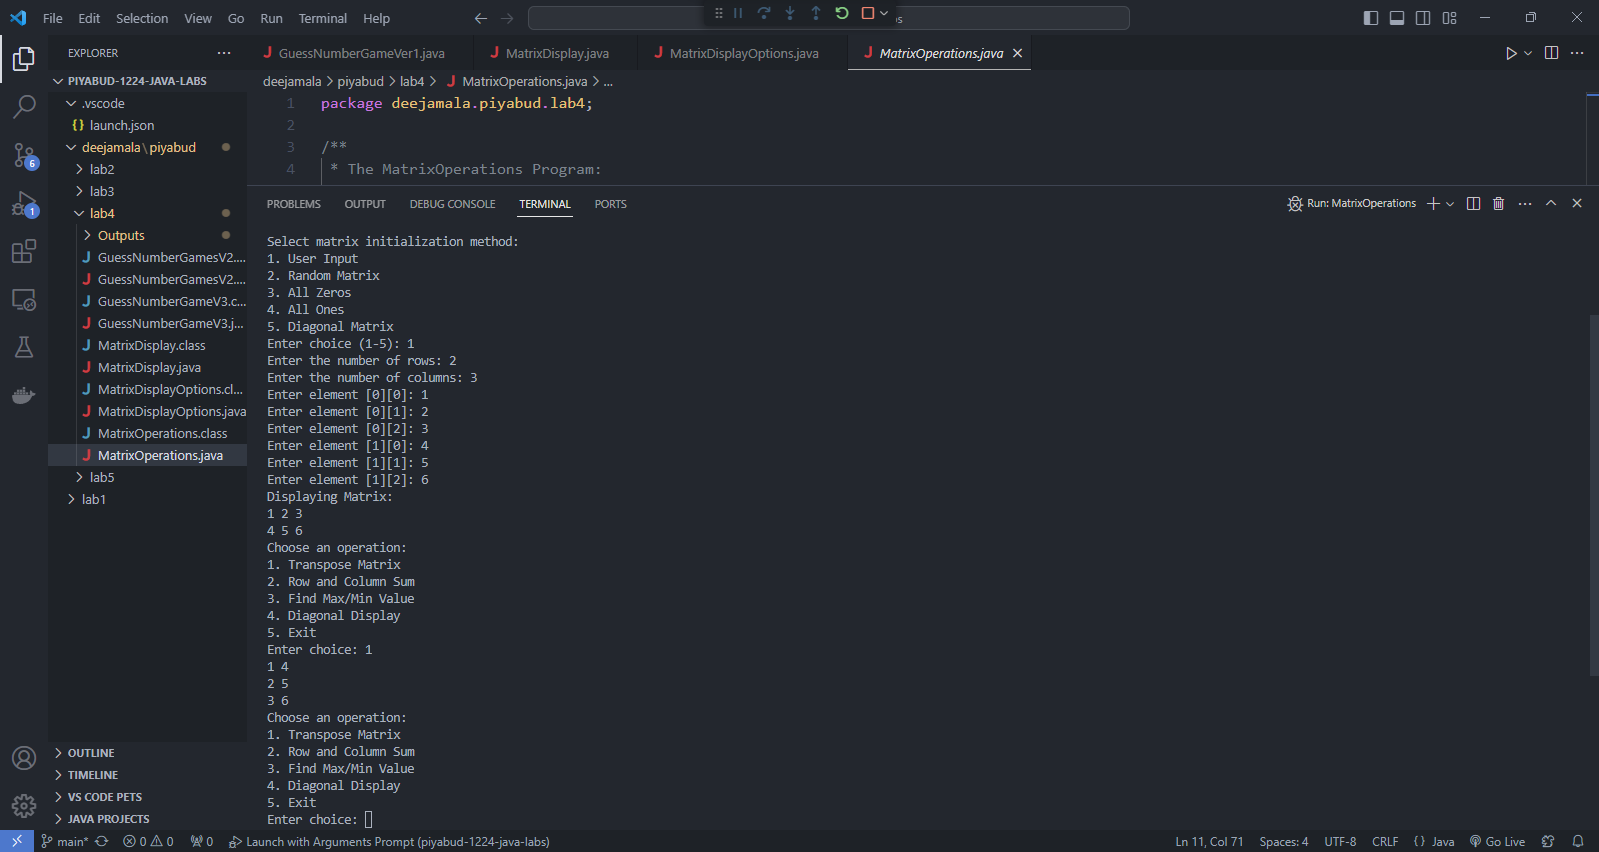 File Edit Selection View Go Run Terminal Help
EXPLORER
GuessNumberGameVer1.java MatrixDisplay.java MatrixDisplayOptions.java MatrixOperations.java
PIYABUD-1224-JAVA-LABS
deejamala > piyabud > lab4 > MatrixOperations.java > ...
.vscode
launch.json
deejamala\piyabud
lab2
lab3
lab4
Outputs
GuessNumberGamesV2....
GuessNumberGamesV2....
GuessNumberGameV3.c...
GuessNumberGameV3.j...
MatrixDisplay.class
MatrixDisplay.java
MatrixDisplayOptions.cl...
MatrixDisplayOptions.java
MatrixOperations.class
MatrixOperations.java
lab5
lab1
OUTLINE
TIMELINE
VS CODE PETS
JAVA PROJECTS
6
1
1 package deejamala.piyabud.lab4;
2
3 /**
4 * The MatrixOperations Program:
PROBLEMS OUTPUT DEBUG CONSOLE TERMINAL PORTS
Run: MatrixOperations
Select matrix initialization method:
1. User Input
2. Random Matrix
3. All Zeros
4. All Ones
5. Diagonal Matrix
Enter choice (1-5): 1
Enter the number of rows: 2
Enter the number of columns: 3
Enter element [0][0]: 1
Enter element [0][1]: 2
Enter element [0][2]: 3
Enter element [1][0]: 4
Enter element [1][1]: 5
Enter element [1][2]: 6
Displaying Matrix:
1 2 3
4 5 6
Choose an operation:
1. Transpose Matrix
2. Row and Column Sum
3. Find Max/Min Value
4. Diagonal Display
5. Exit
Enter choice: 1
1 4
2 5
3 6
Choose an operation:
1. Transpose Matrix
2. Row and Column Sum
3. Find Max/Min Value
4. Diagonal Display
5. Exit
Enter choice:
main* 0 0 0 Launch with Arguments Prompt (piyabud-1224-java-labs) Ln 11, Col 71 Spaces: 4 UTF-8 CRLF {} Java Go Live